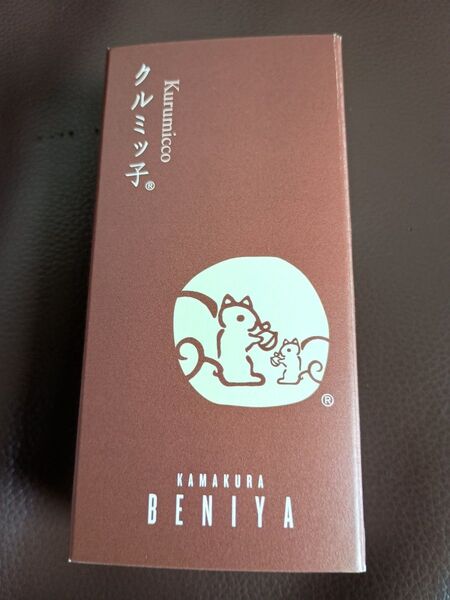 クルミッ子®
Kurumicco
®
KAMAKURA
BENIYA